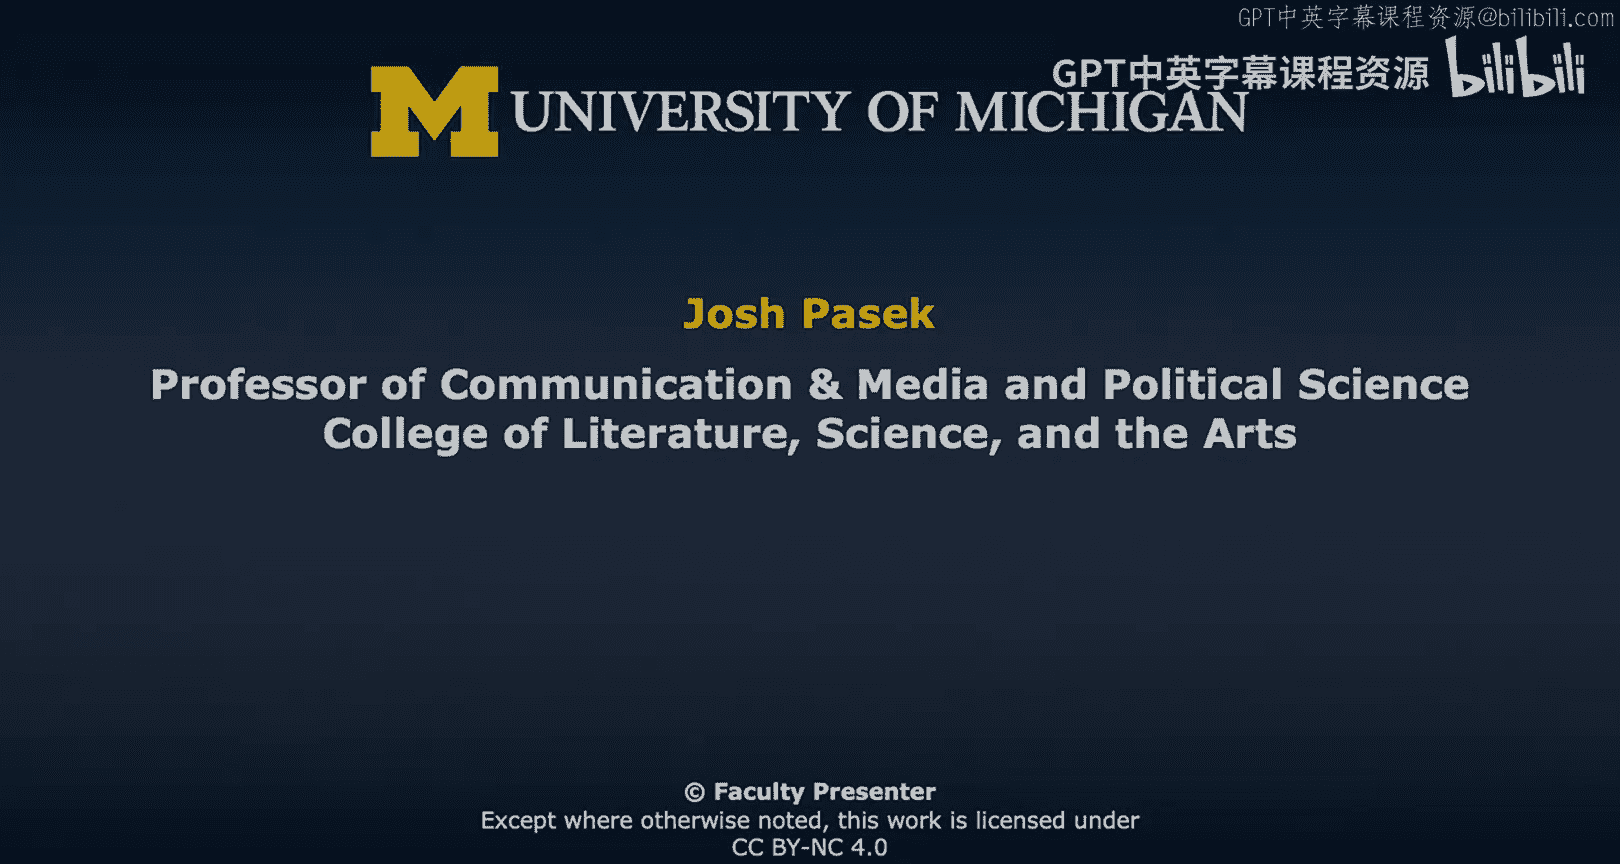 GPT中英字幕课程资源@bilibili.com
GPT中英字幕课程资源 bilibili
M UNIVERSITY OF MICHIGAN
Josh Pasek
Professor of Communication & Media and Political Science
College of Literature, Science, and the Arts
© Faculty Presenter
Except where otherwise noted, this work is licensed under
CC BY-NC 4.0